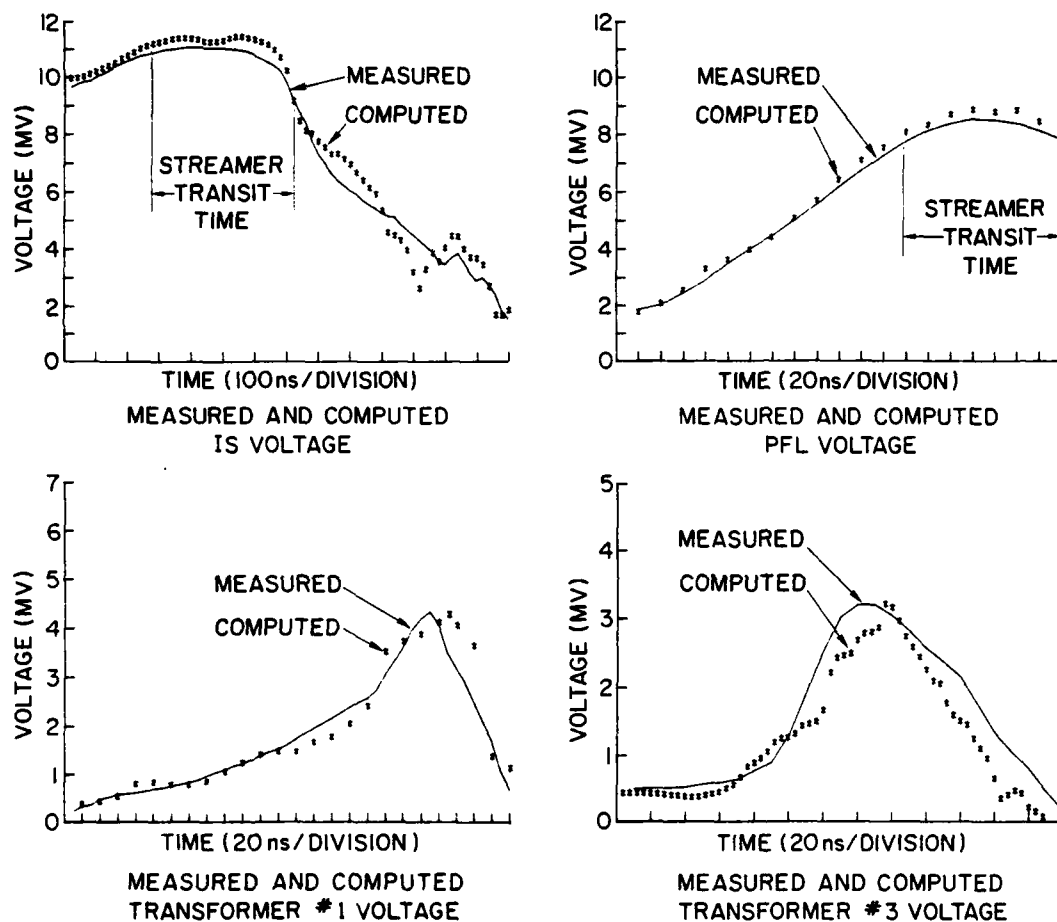 12
10
8
6
4
2
0
VOLTAGE (MV)
MEASURED
COMPUTED
STREAMER
TRANSIT
TIME
TIME (100ns/DIVISION)
MEASURED AND COMPUTED
IS VOLTAGE
12
10
8
6
4
2
0
VOLTAGE (MV)
MEASURED
COMPUTED
STREAMER
TRANSIT
TIME
TIME (20ns/DIVISION)
MEASURED AND COMPUTED
PFL VOLTAGE
7
6
5
4
3
2
1
0
VOLTAGE (MV)
MEASURED
COMPUTED
TIME (20ns/DIVISION)
MEASURED AND COMPUTED
TRANSFORMER #1 VOLTAGE
5
4
3
2
1
0
VOLTAGE (MV)
MEASURED
COMPUTED
TIME (20ns/DIVISION)
MEASURED AND COMPUTED
TRANSFORMER #3 VOLTAGE